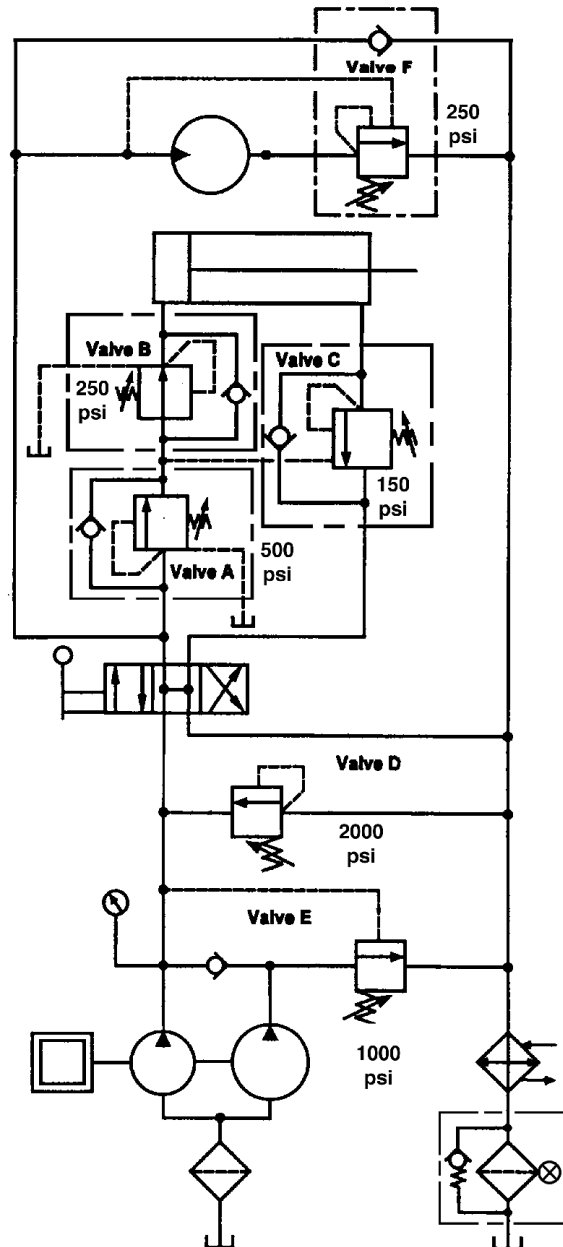 Valve F
250
psi
Valve B
250
psi
Valve C
150
psi
500
psi
Valve A
Valve D
2000
psi
Valve E
1000
psi